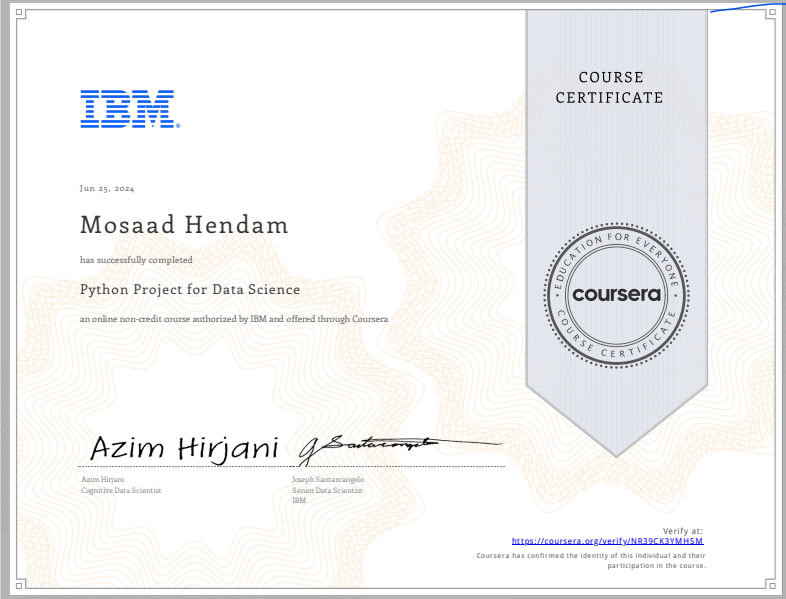 COURSE
CERTIFICATE
IBM®
Jun 25, 2024
Mosaad Hendam
has successfully completed
Python Project for Data Science
an online non-credit course authorized by IBM and offered through Coursera
EDUCATION FOR EVERYONE
coursera
COURSE CERTIFICATE
Azim Hirjani
J Santarcangelo
Azim Hirjani
Cognitive Data Scientist
Joseph Santarcangelo
Senior Data Scientist
IBM
Verify at:
https://coursera.org/verify/NR39CK3YMHSM
Coursera has confirmed the identity of this individual and their
participation in the course.